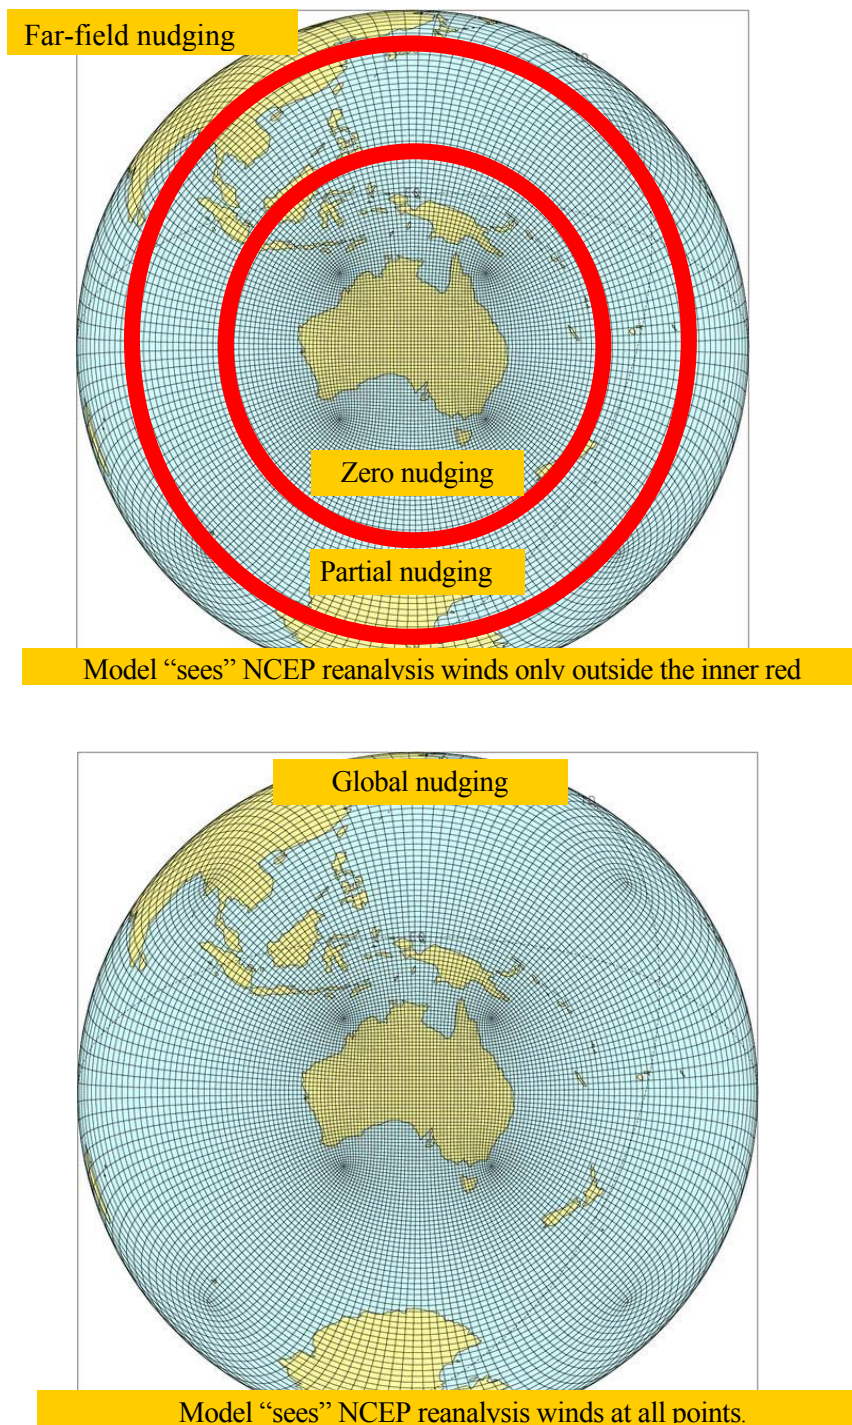 Far-field nudging
Zero nudging
Partial nudging
Model “sees” NCEP reanalysis winds only outside the inner red
Global nudging
Model “sees” NCEP reanalysis winds at all points.